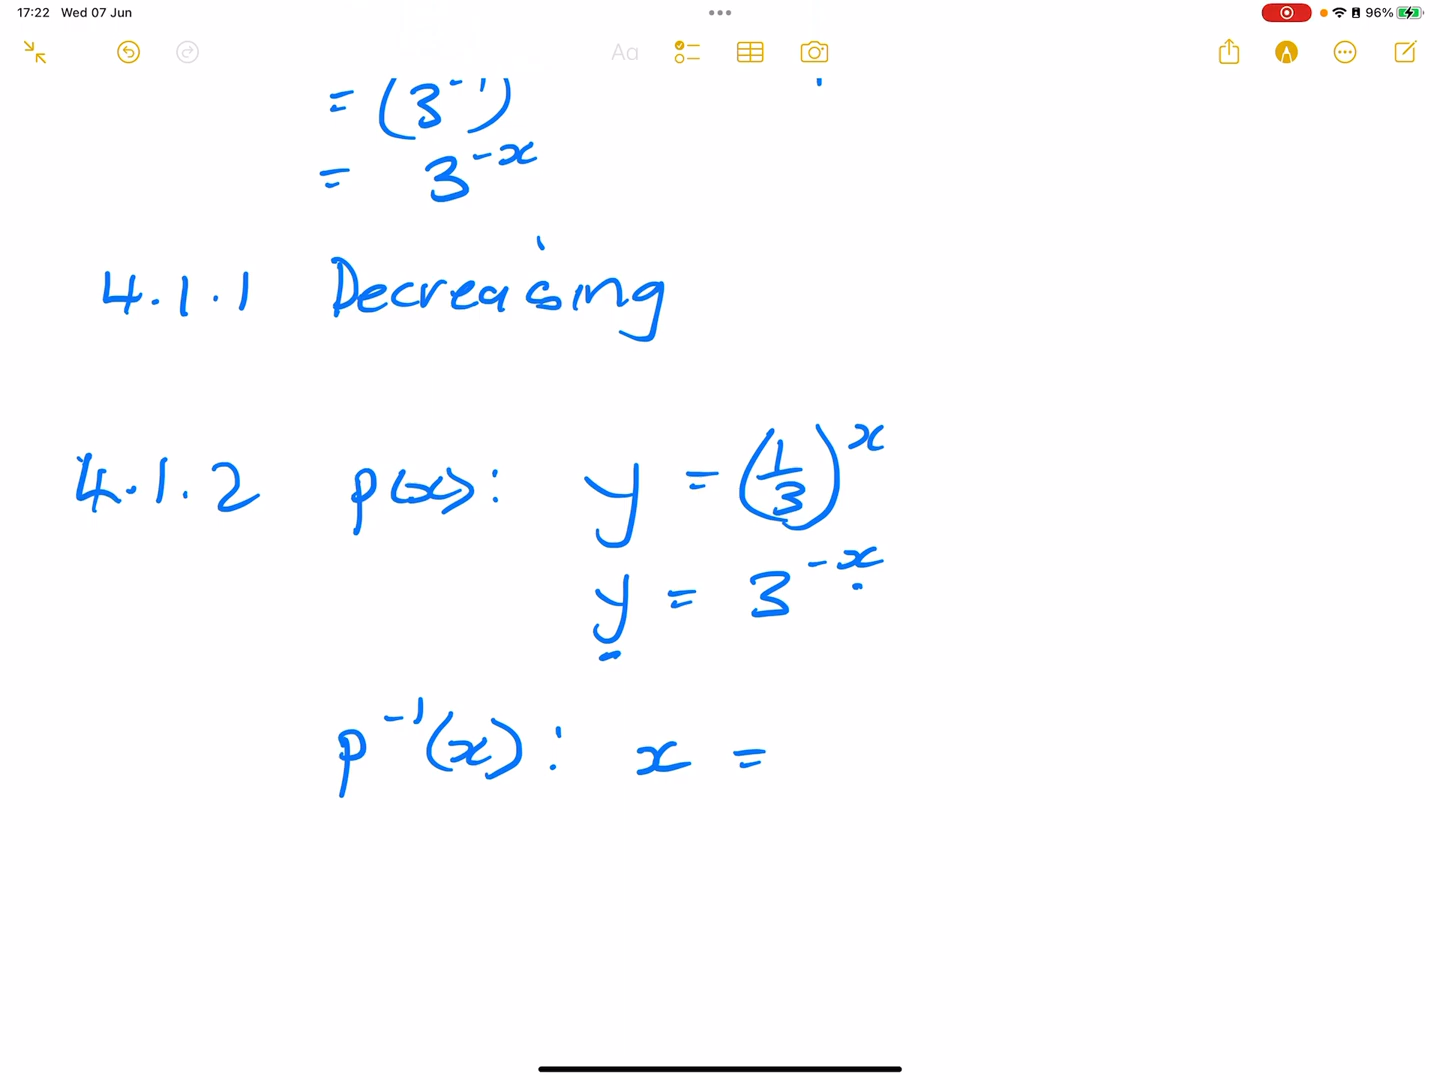 17:22 Wed 07 Jun 96%
Aa
= (3⁻¹)
= 3⁻ˣ
4.1.1 Decreasing
4.1.2 p(x): y = (1/3)ˣ
y = 3⁻ˣ
p⁻¹(x): x =